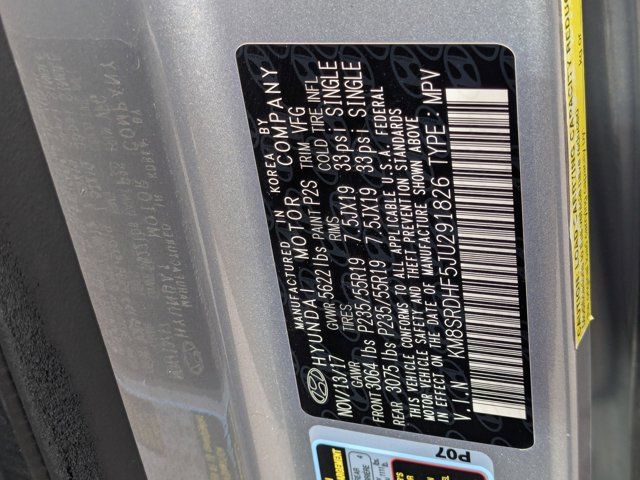 MANUFACTURED IN KOREA BY
HYUNDAI MOTOR COMPANY
NOV/13/17 GVWR 5622 lbs PAINT P2S TRIM VFG
GAWR TIRES RIMS COLD TIRE INFL
FRONT 3064 lbs P235/55R19 7.5JX19 33psi SINGLE
REAR 3075 lbs P235/55R19 7.5JX19 33psi SINGLE
THIS VEHICLE CONFORMS TO ALL APPLICABLE U.S.A. FEDERAL
MOTOR VEHICLE SAFETY AND THEFT PREVENTION STANDARDS
IN EFFECT ON THE DATE OF MANUFACTURE SHOWN ABOVE
V.I.N : KM8SRDHF5JU291826 TYPE : MPV
P07